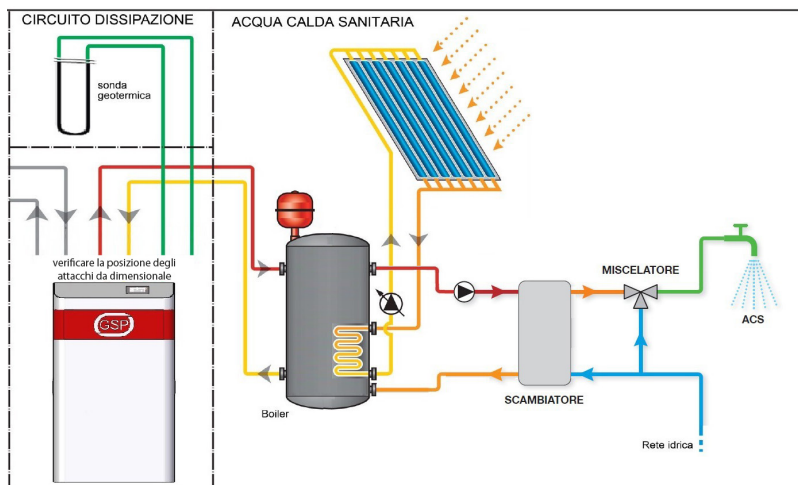 CIRCUITO DISSIPAZIONE
ACQUA CALDA SANITARIA
sonda
geotermica
verificare la posizione degli
attacchi da dimensionale
GSP
Boiler
SCAMBIATORE
MISCELATORE
ACS
Rete idrica